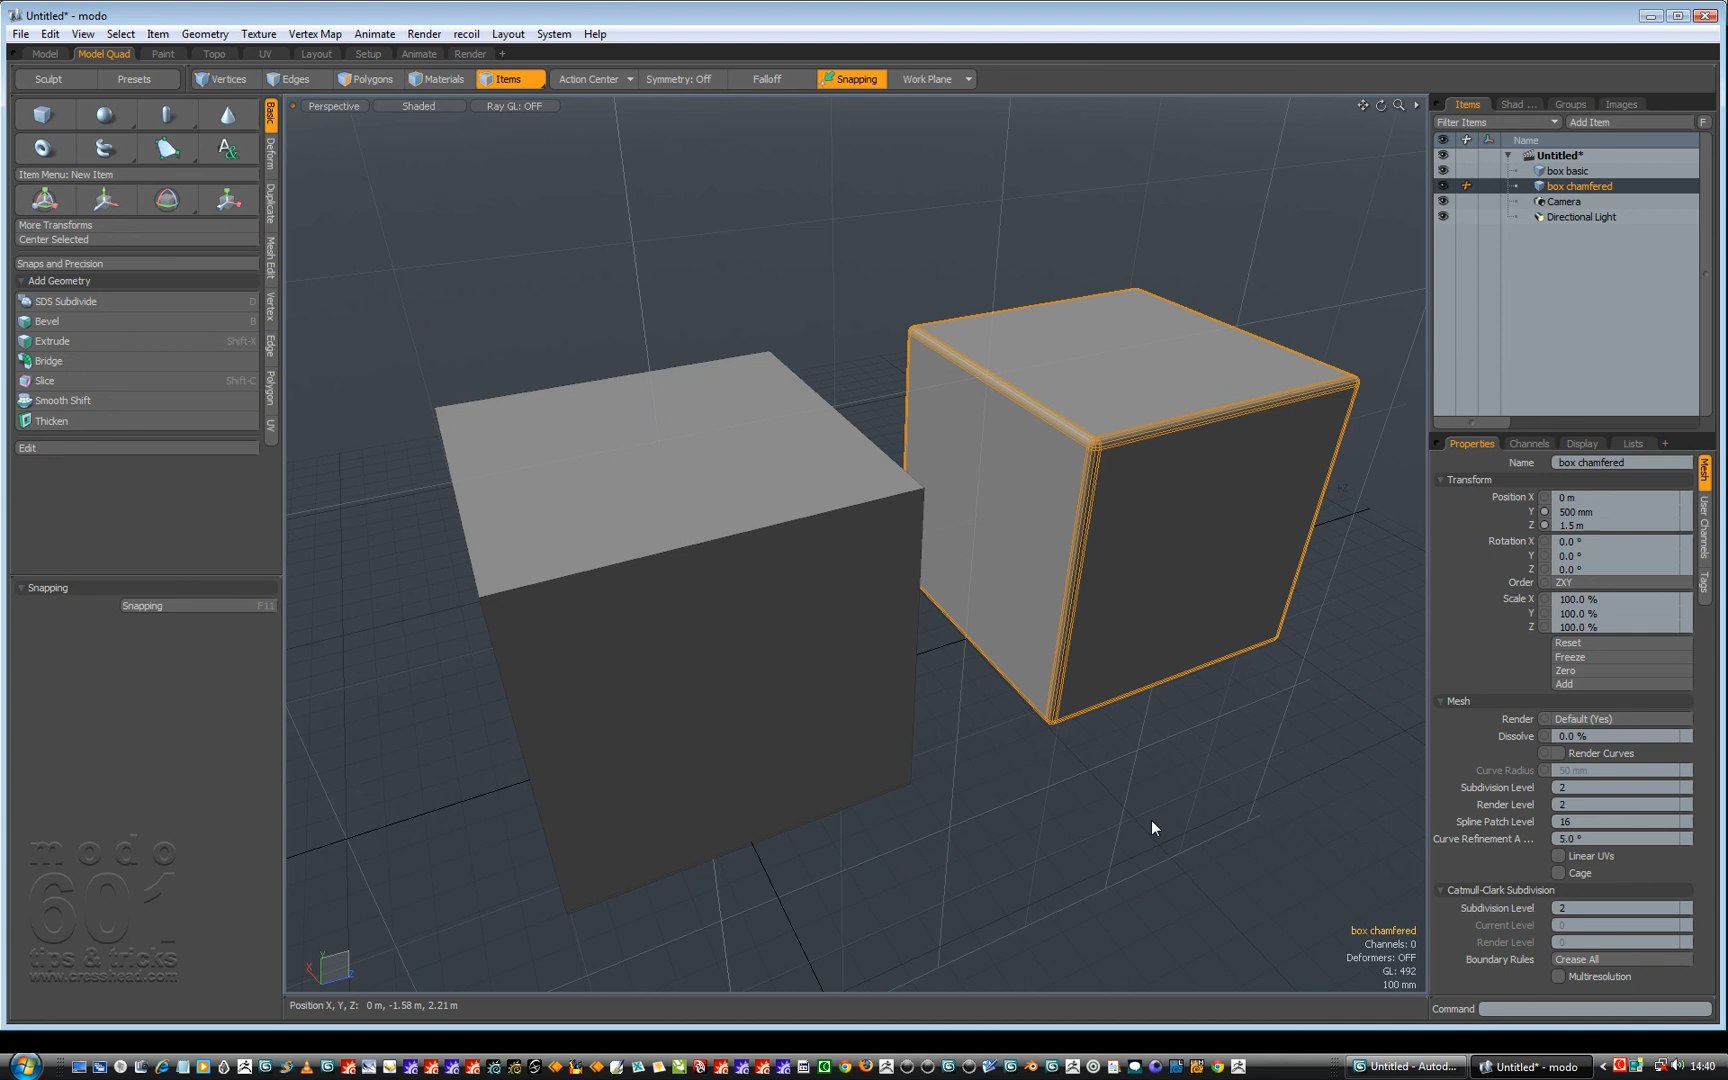 Untitled* - modo
File Edit View Select Item Geometry Texture Vertex Map Animate Render recoil Layout System Help
Model Model Quad Paint Topo UV Layout Setup Animate Render +
Sculpt Presets Vertices Edges Polygons Materials Items Action Center Symmetry: Off Falloff Snapping Work Plane
Perspective Shaded Ray GL: OFF
Item Menu: New Item
More Transforms
Center Selected
Snaps and Precision
Add Geometry
SDS Subdivide D
Bevel B
Extrude Shift-X
Bridge
Slice Shift-C
Smooth Shift
Thicken
Edit
Basic
Deform
Duplicate
Mesh Edit
Vertex
Edge
Polygon
UV
Snapping
Snapping F11
modo
601
tips & tricks
www.cresshead.com
+Z
X Y Z
box chamfered
Channels: 0
Deformers: OFF
GL: 492
100 mm
Position X, Y, Z: 0 m, -1.58 m, 2.21 m
Items Shad ... Groups Images
Filter Items Add Item F
Name
Untitled*
box basic
box chamfered
Camera
Directional Light
Properties Channels Display Lists +
Name box chamfered
Transform
Position X 0 m
Y 500 mm
Z 1.5 m
Rotation X 0.0 °
Y 0.0 °
Z 0.0 °
Order ZXY
Scale X 100.0 %
Y 100.0 %
Z 100.0 %
Reset
Freeze
Zero
Add
Mesh
Render Default (Yes)
Dissolve 0.0 %
Render Curves
Curve Radius 50 mm
Subdivision Level 2
Render Level 2
Spline Patch Level 16
Curve Refinement A ... 5.0 °
Linear UVs
Cage
Catmull-Clark Subdivision
Subdivision Level 2
Current Level 0
Render Level 0
Boundary Rules Crease All
Multiresolution
Mesh
User Channels
Tags
Command
Untitled - Autod...
Untitled* - modo
14:40